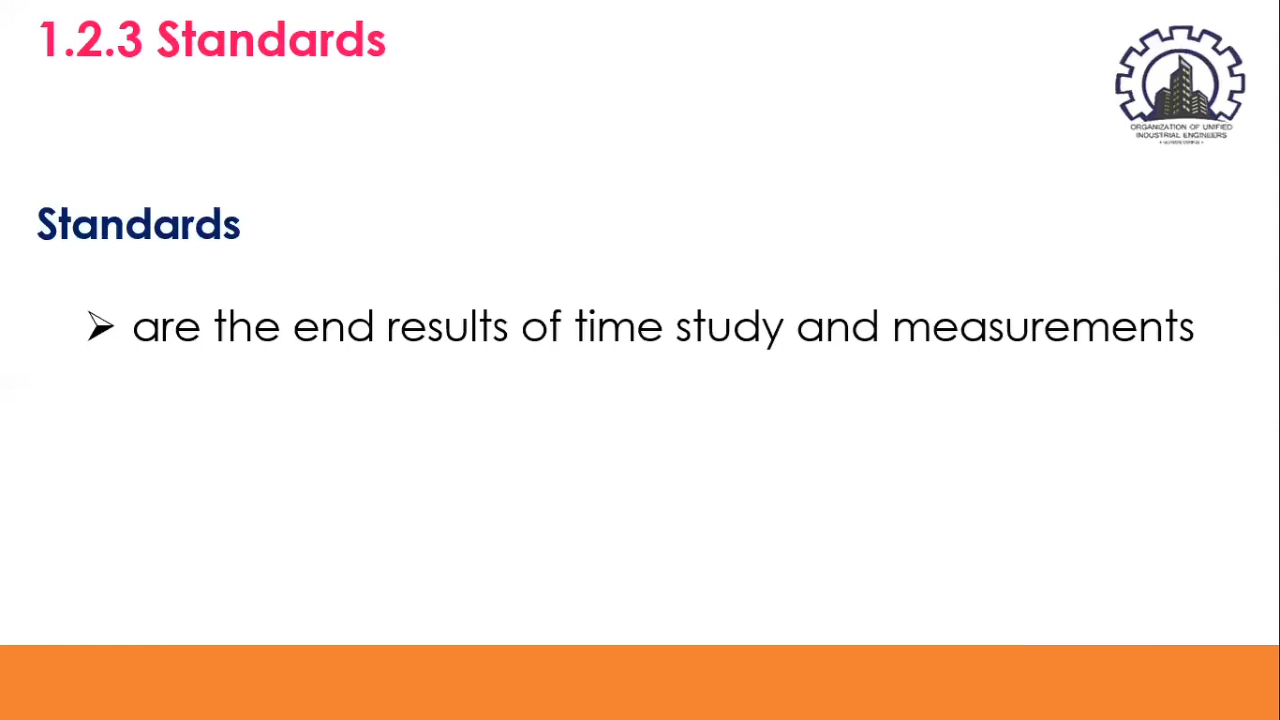 1.2.3 Standards
ORGANIZATION OF UNIFIED
INDUSTRIAL ENGINEERS
Standards
➢ are the end results of time study and measurements